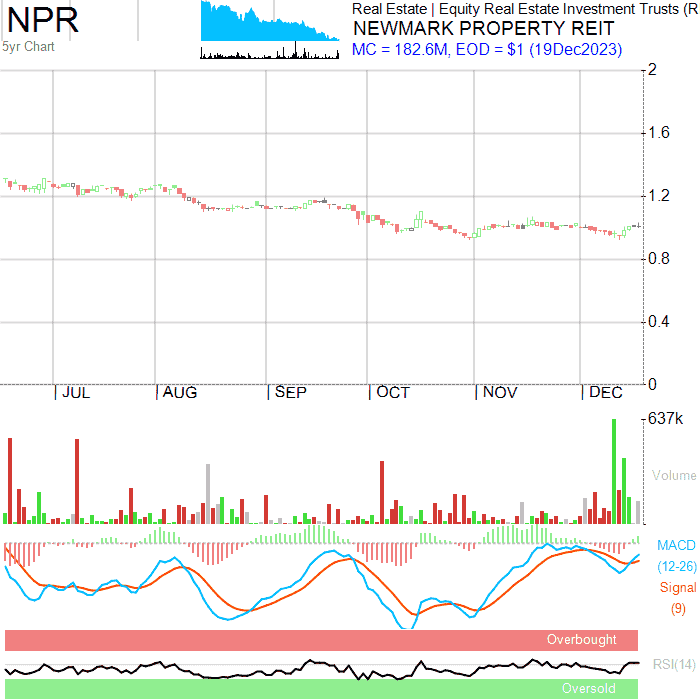 NPR
5yr Chart
Real Estate | Equity Real Estate Investment Trusts (R
NEWMARK PROPERTY REIT
MC = 182.6M, EOD = $1 (19Dec2023)
2
1.6
1.2
0.8
0.4
0
| JUL | AUG | SEP | OCT | NOV | DEC
637k
Volume
MACD
(12-26)
Signal
(9)
Overbought
RSI(14)
Oversold